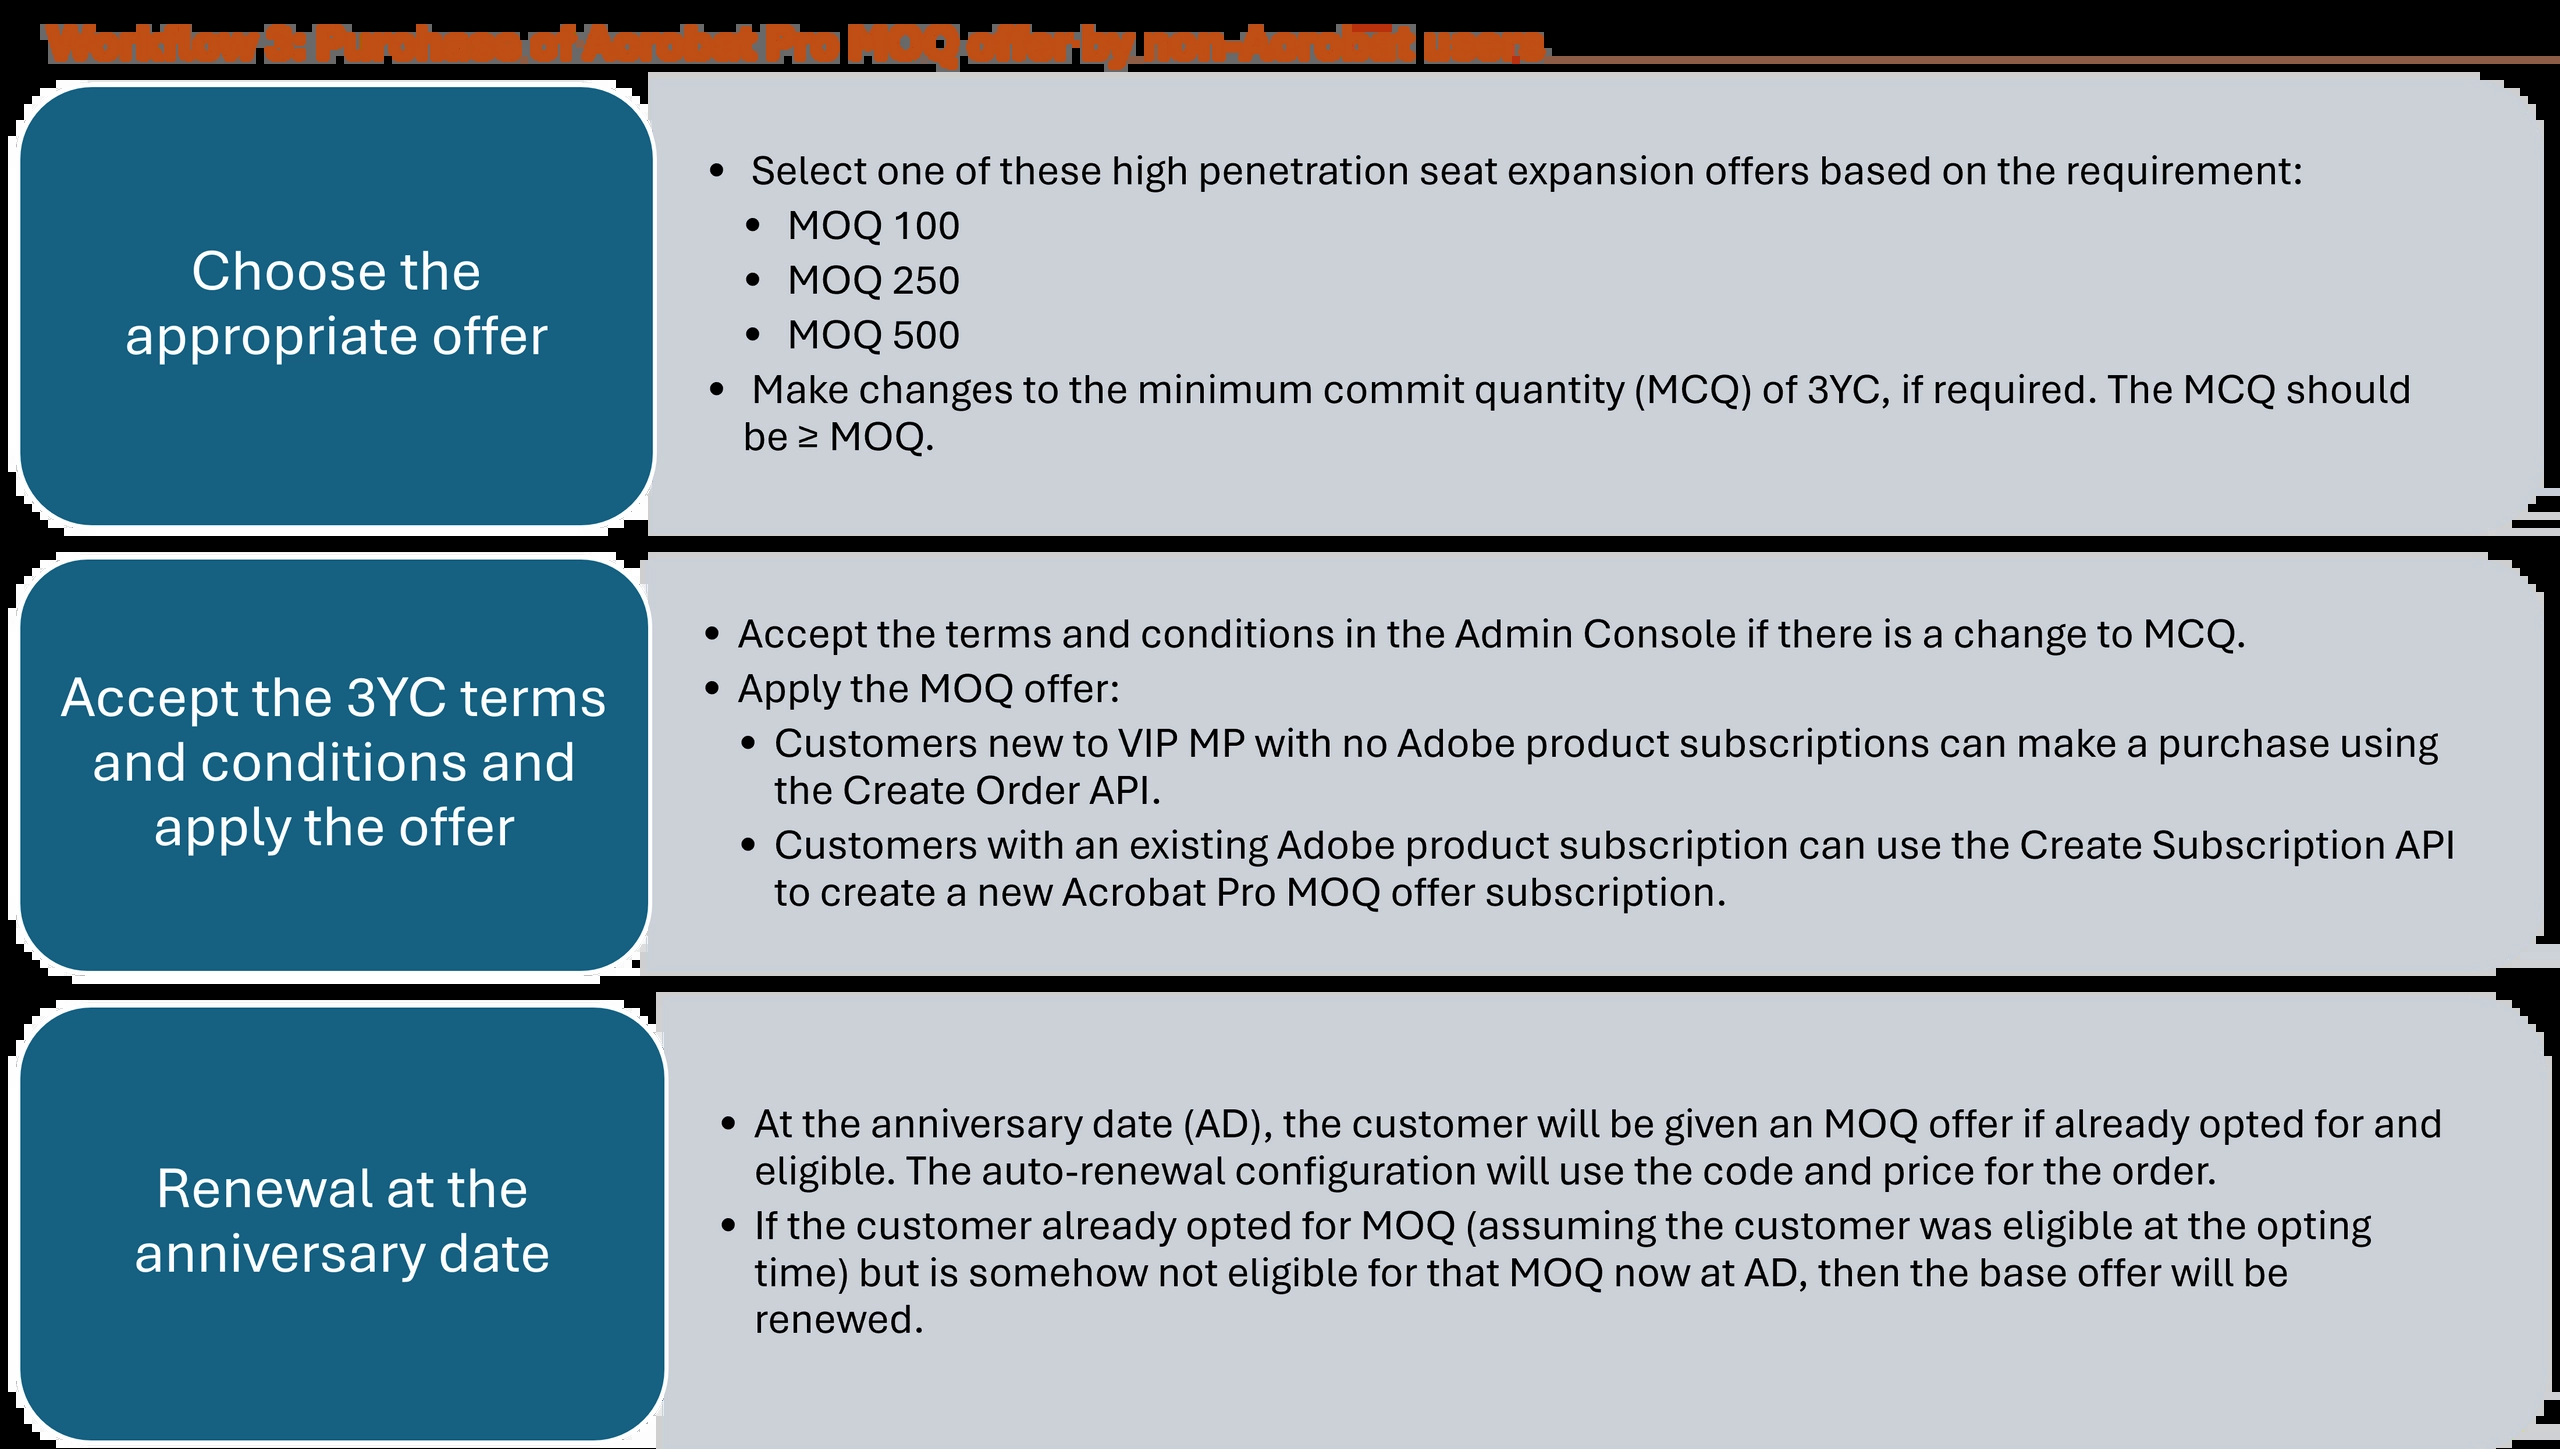 Workflow 3: Purchase of Acrobat Pro MOQ offer by non-Acrobat users
Choose the
appropriate offer
• Select one of these high penetration seat expansion offers based on the requirement:
• MOQ 100
• MOQ 250
• MOQ 500
• Make changes to the minimum commit quantity (MCQ) of 3YC, if required. The MCQ should
be ≥ MOQ.
Accept the 3YC terms
and conditions and
apply the offer
• Accept the terms and conditions in the Admin Console if there is a change to MCQ.
• Apply the MOQ offer:
• Customers new to VIP MP with no Adobe product subscriptions can make a purchase using
the Create Order API.
• Customers with an existing Adobe product subscription can use the Create Subscription API
to create a new Acrobat Pro MOQ offer subscription.
Renewal at the
anniversary date
• At the anniversary date (AD), the customer will be given an MOQ offer if already opted for and
eligible. The auto-renewal configuration will use the code and price for the order.
• If the customer already opted for MOQ (assuming the customer was eligible at the opting
time) but is somehow not eligible for that MOQ now at AD, then the base offer will be
renewed.